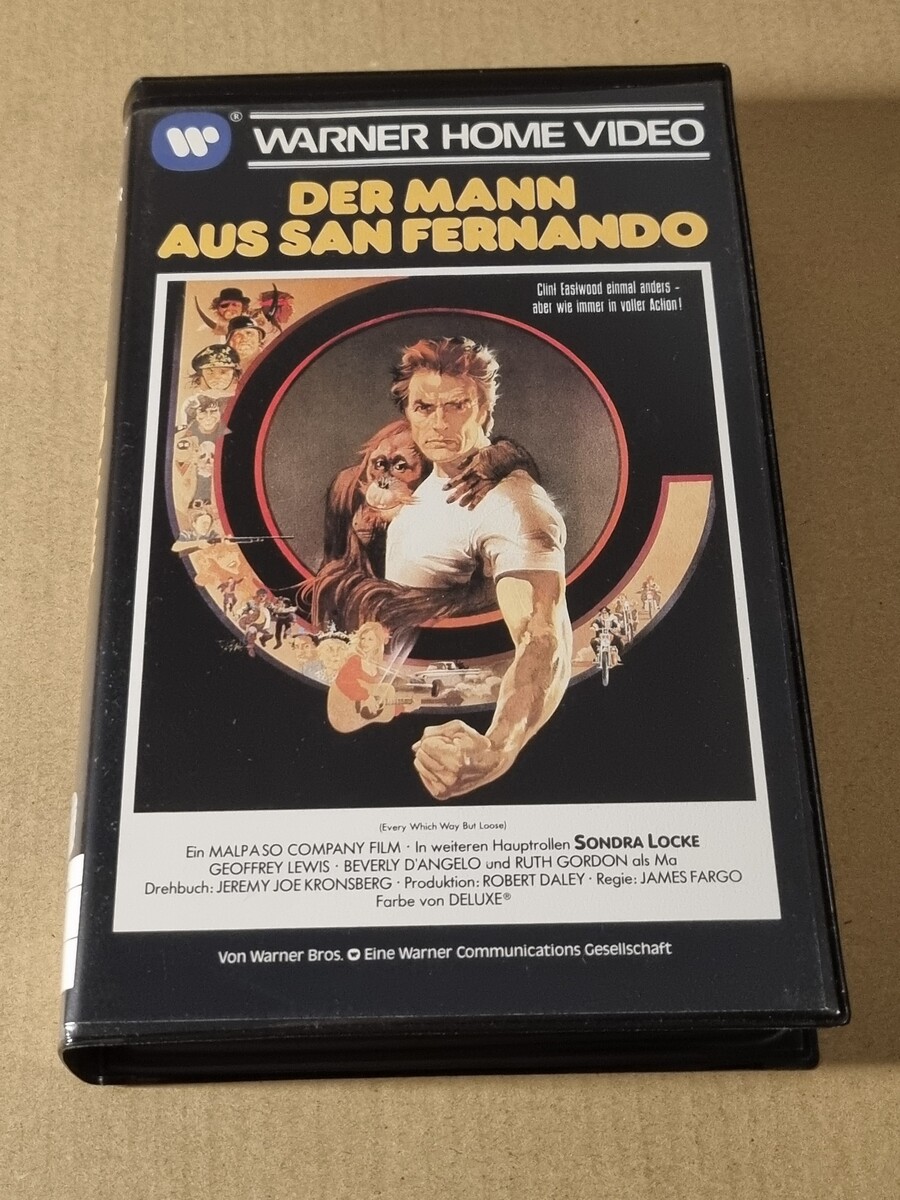 WARNER HOME VIDEO
®
DER MANN
AUS SAN FERNANDO
Clint Eastwood einmal anders –
aber wie immer in voller Action!
(Every Which Way But Loose)
Ein MALPASO COMPANY FILM · In weiteren Hauptrollen SONDRA LOCKE
GEOFFREY LEWIS · BEVERLY D'ANGELO und RUTH GORDON als Ma
Drehbuch: JEREMY JOE KRONSBERG · Produktion: ROBERT DALEY · Regie: JAMES FARGO
Farbe von DELUXE®
Von Warner Bros. Eine Warner Communications Gesellschaft